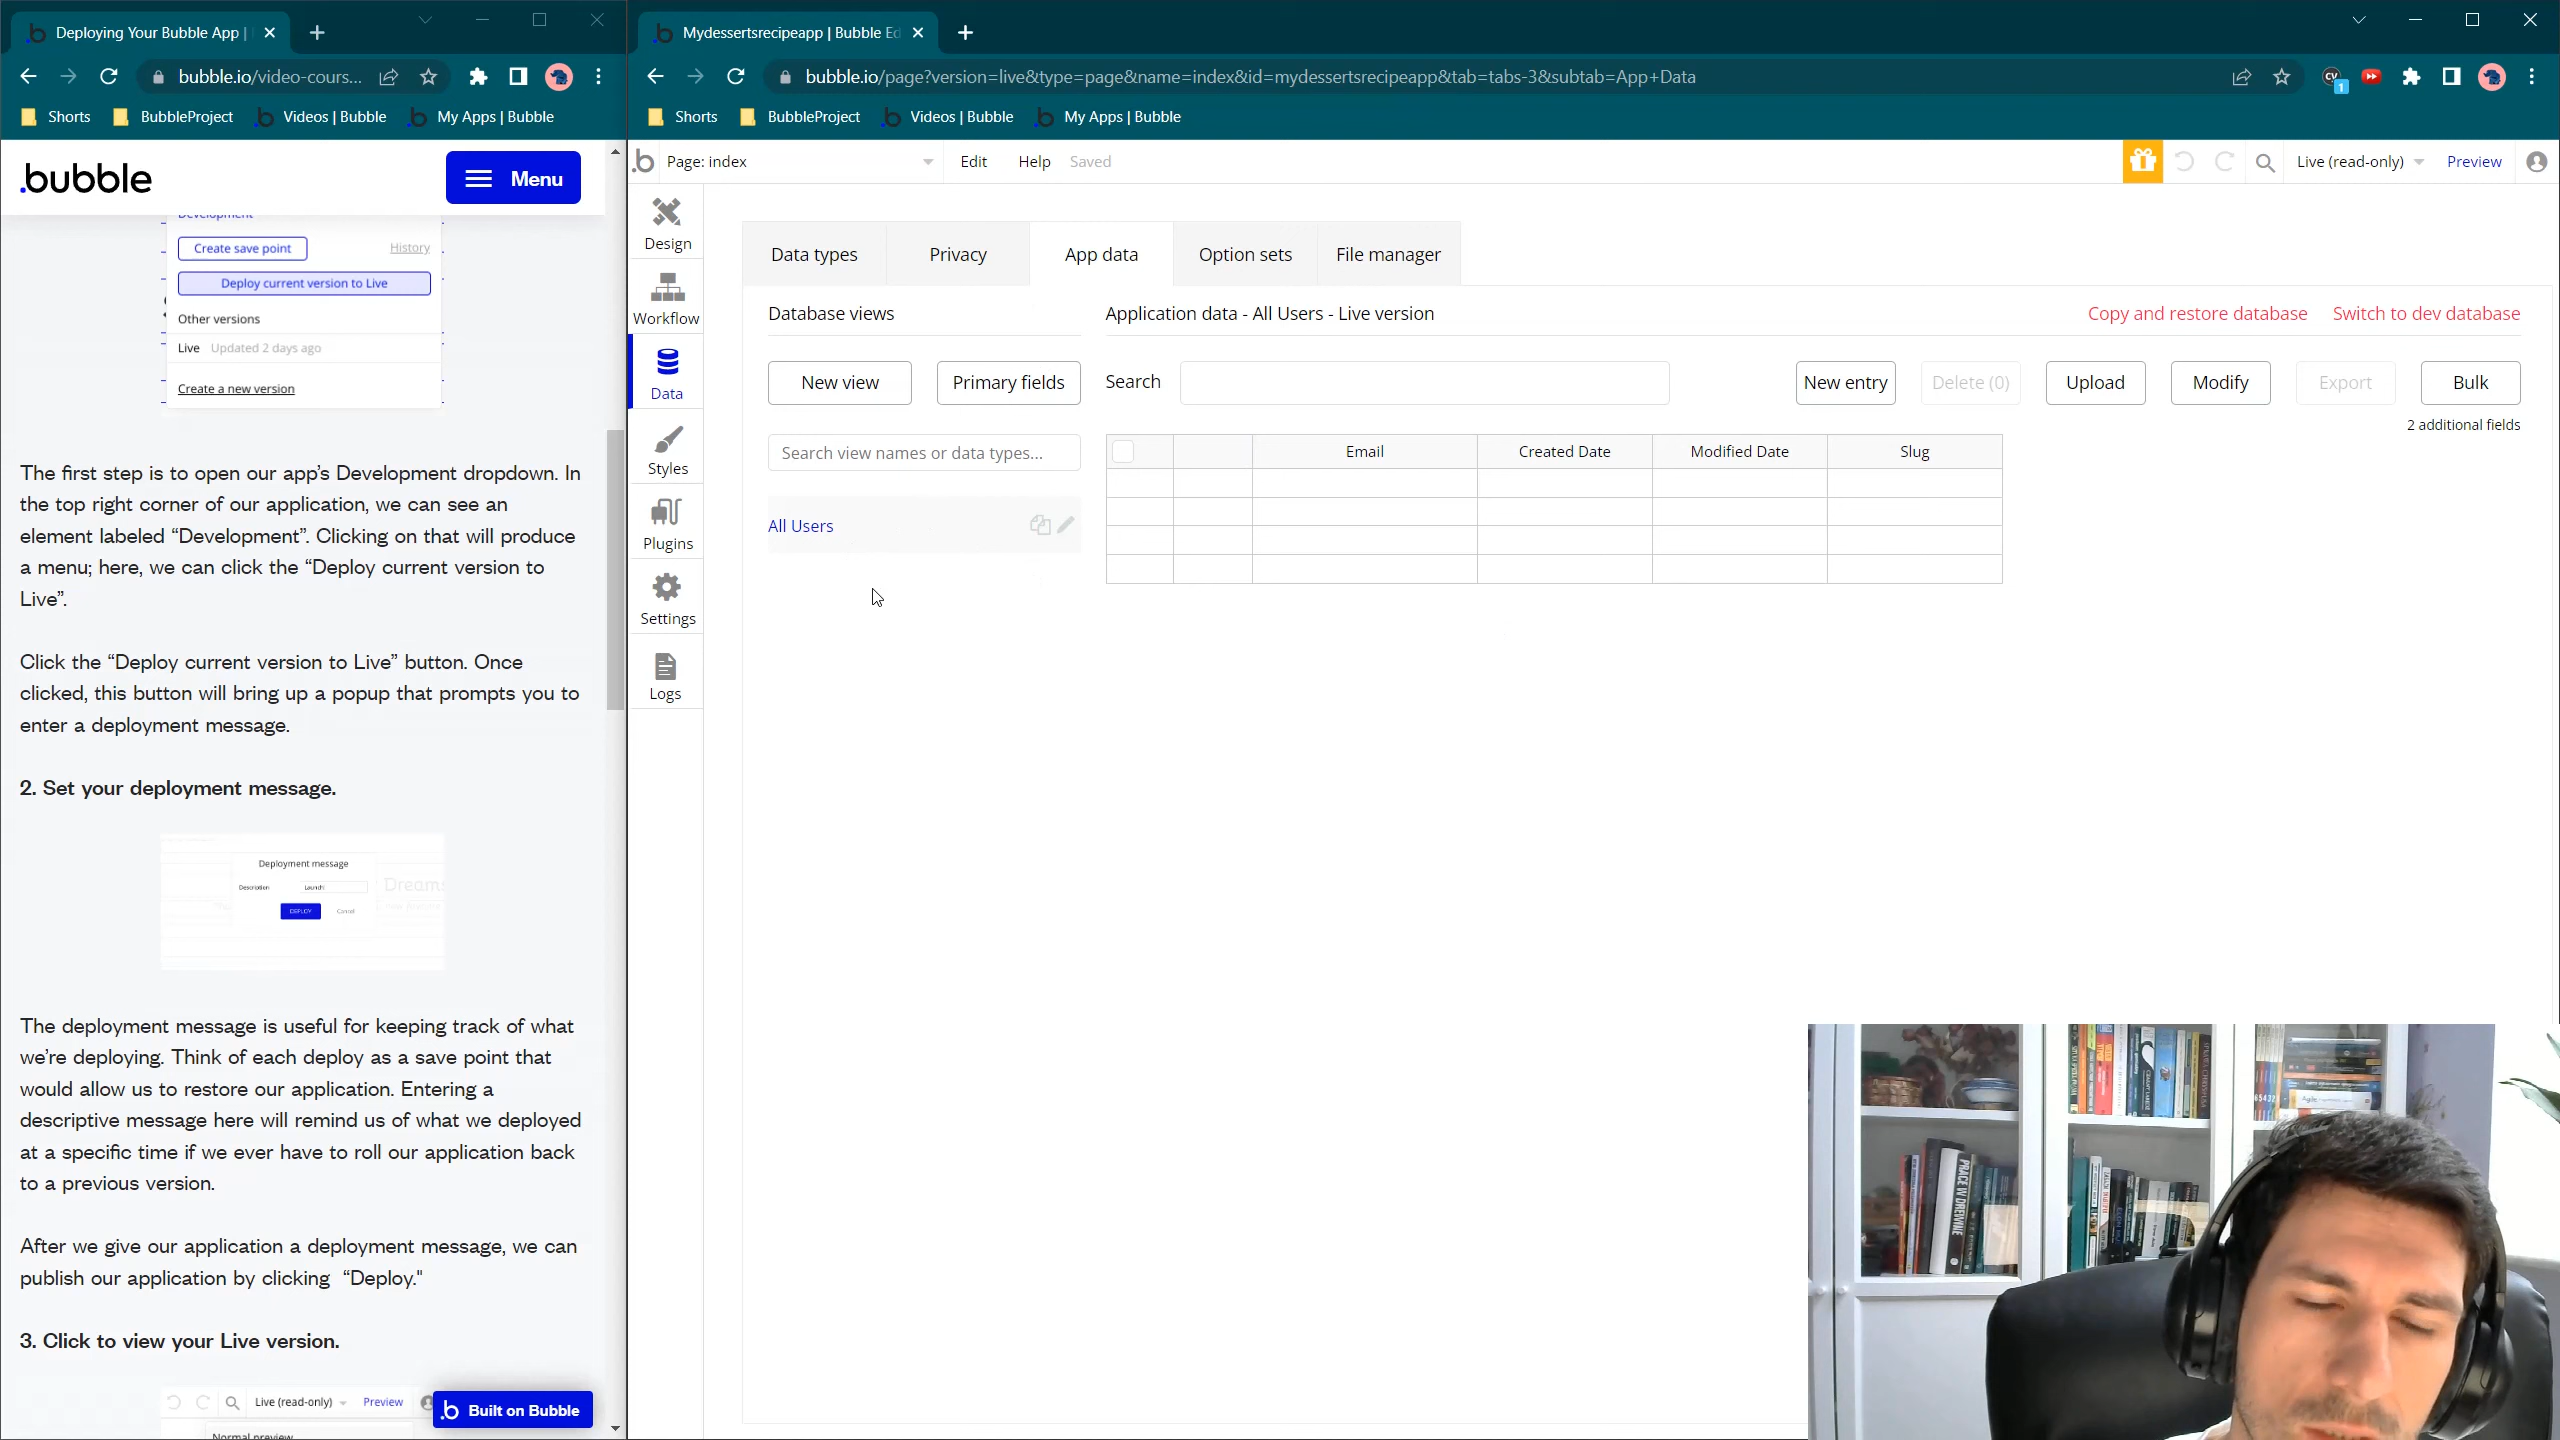 Deploying Your Bubble App |
bubble.io/video-cours...
Shorts
BubbleProject
Videos | Bubble
My Apps | Bubble
.bubble
Menu
Development
Create save point
History
Deploy current version to Live
Other versions
Live Updated 2 days ago
Create a new version
The first step is to open our app's Development dropdown. In
the top right corner of our application, we can see an
element labeled “Development”. Clicking on that will produce
a menu; here, we can click the “Deploy current version to
Live”.
Click the “Deploy current version to Live” button. Once
clicked, this button will bring up a popup that prompts you to
enter a deployment message.
2. Set your deployment message.
Deployment message
Description
Launch
Dreams
DEPLOY
Cancel
The deployment message is useful for keeping track of what
we're deploying. Think of each deploy as a save point that
would allow us to restore our application. Entering a
descriptive message here will remind us of what we deployed
at a specific time if we ever have to roll our application back
to a previous version.
After we give our application a deployment message, we can
publish our application by clicking “Deploy."
3. Click to view your Live version.
Live (read-only)
Preview
Normal preview
Built on Bubble
Mydessertsrecipeapp | Bubble Ed
bubble.io/page?version=live&type=page&name=index&id=mydessertsrecipeapp&tab=tabs-3&subtab=App+Data
Shorts
BubbleProject
Videos | Bubble
My Apps | Bubble
Page: index
Edit
Help
Saved
Live (read-only)
Preview
Design
Workflow
Data
Styles
Plugins
Settings
Logs
Data types
Privacy
App data
Option sets
File manager
Database views
Application data - All Users - Live version
Copy and restore database
Switch to dev database
New view
Primary fields
Search
New entry
Delete (0)
Upload
Modify
Export
Bulk
2 additional fields
Search view names or data types...
Email
Created Date
Modified Date
Slug
All Users
PRACE W DREWNIE